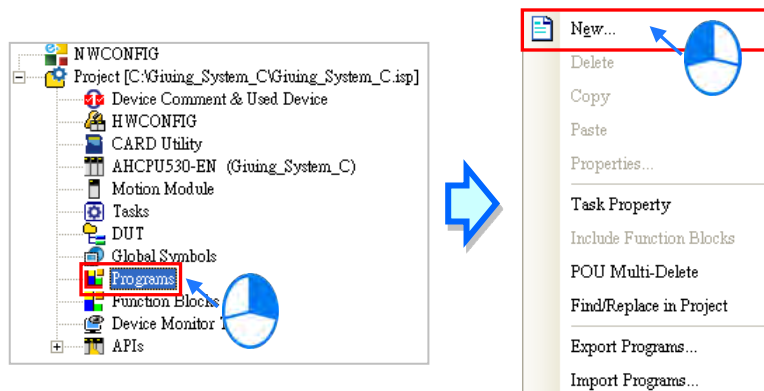 NWCONFIG
Project [C:\Giuing_System_C\Giuing_System_C.isp]
Device Comment & Used Device
HWCONFIG
CARD Utility
AHCPU530-EN (Giuing_System_C)
Motion Module
Tasks
DUT
Global Symbols
Programs
Function Blocks
Device Monitor
APIs
New...
Delete
Copy
Paste
Properties...
Task Property
Include Function Blocks
POU Multi-Delete
Find/Replace in Project
Export Programs...
Import Programs...